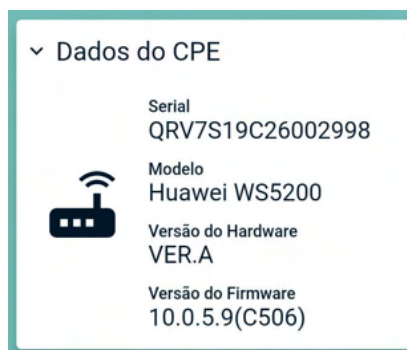 Dados do CPE
Serial
QRV7S19C26002998
Modelo
Huawei WS5200
Versão do Hardware
VER.A
Versão do Firmware
10.0.5.9(C506)